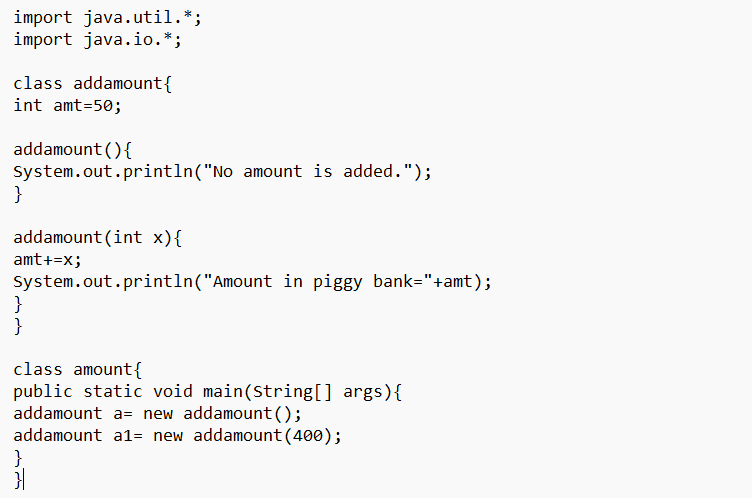 import java.util.*;
import java.io.*;
class addamount{
int amt=50;
addamount(){
System.out.println("No amount is added.");
}
addamount(int x){
amt+=x;
System.out.println("Amount in piggy bank="+amt);
}
}
class amount{
public static void main(String[] args){
addamount a= new addamount();
addamount a1= new addamount(400);
}
}